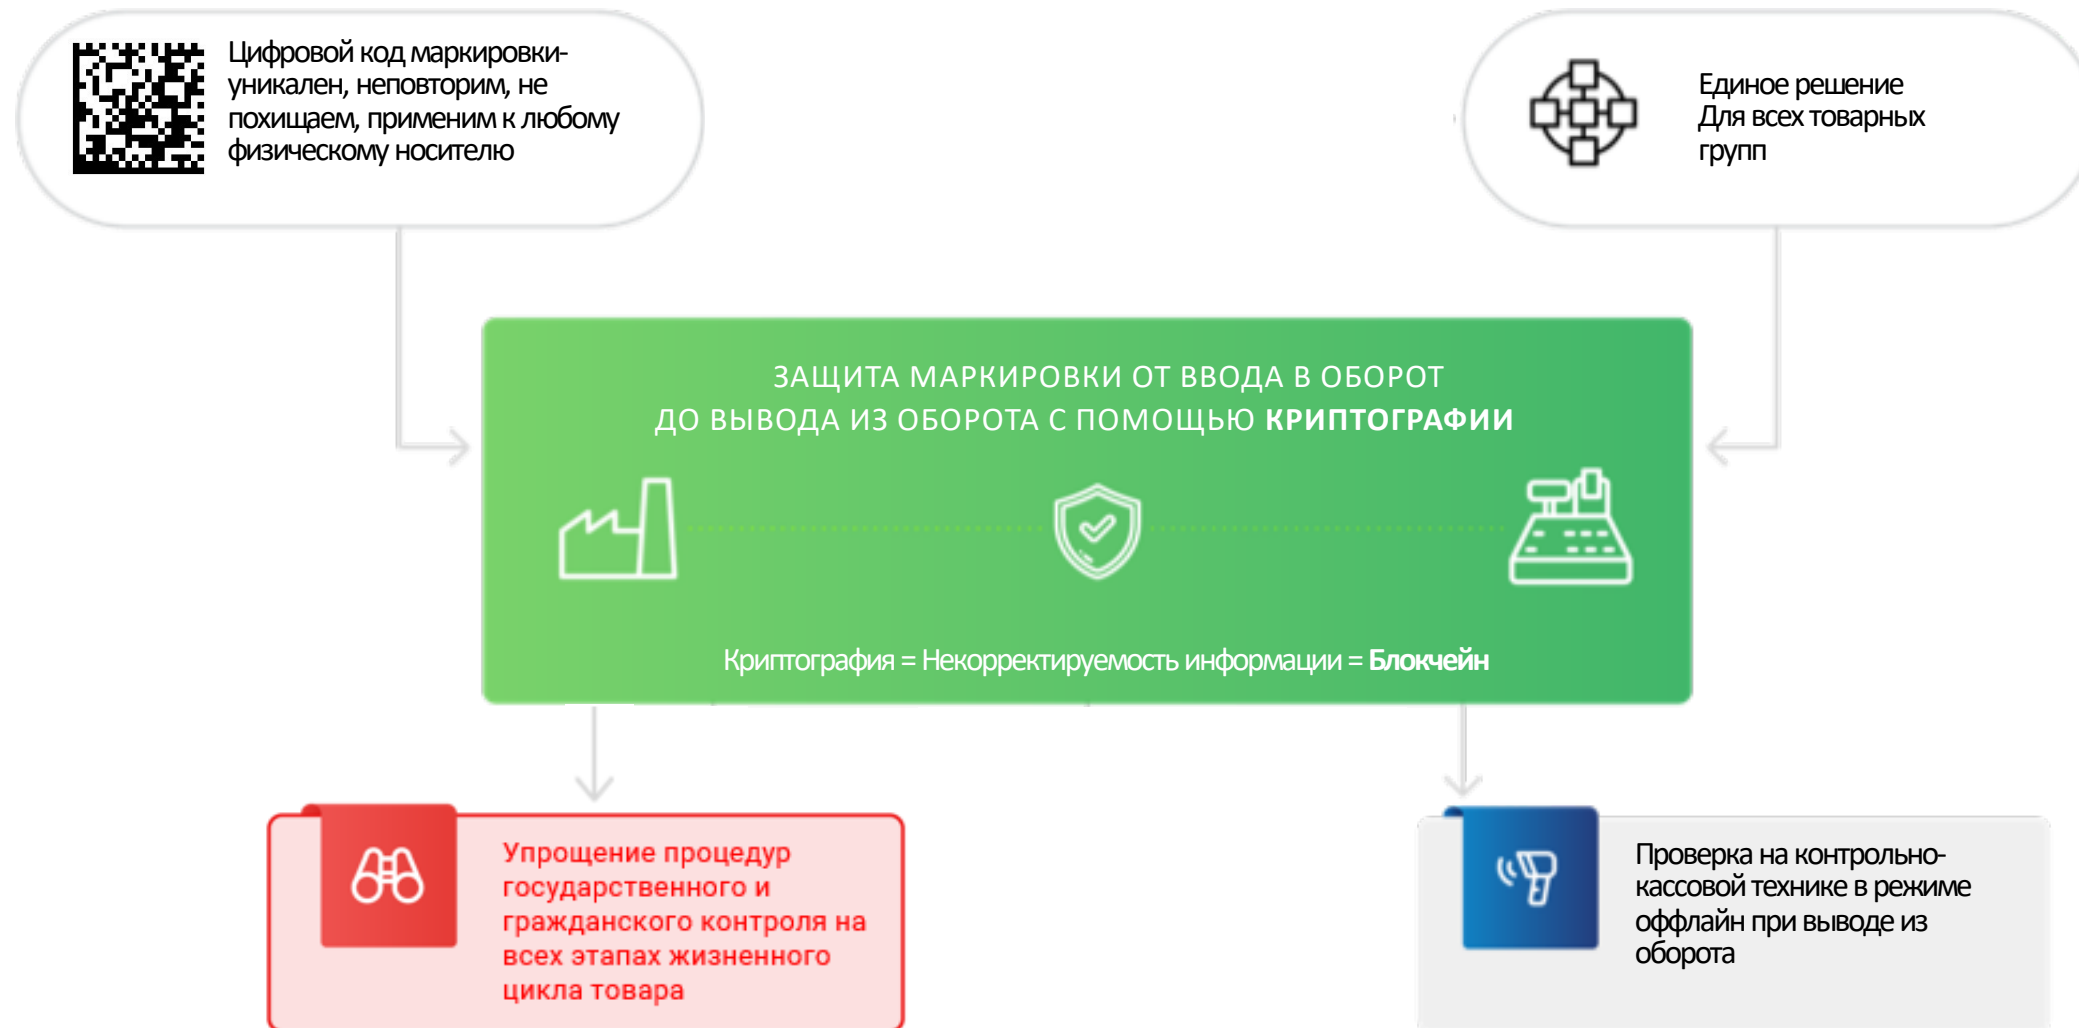 Цифровой код маркировки-
уникален, неповторим, не
похищаем, применим к любому
физическому носителю
Единое решение
Для всех товарных
групп
ЗАЩИТА МАРКИРОВКИ ОТ ВВОДА В ОБОРОТ
ДО ВЫВОДА ИЗ ОБОРОТА С ПОМОЩЬЮ КРИПТОГРАФИИ
Криптография = Некорректируемость информации = Блокчейн
Упрощение процедур
государственного и
гражданского контроля на
всех этапах жизненного
цикла товара
Проверка на контрольно-
кассовой технике в режиме
оффлайн при выводе из
оборота